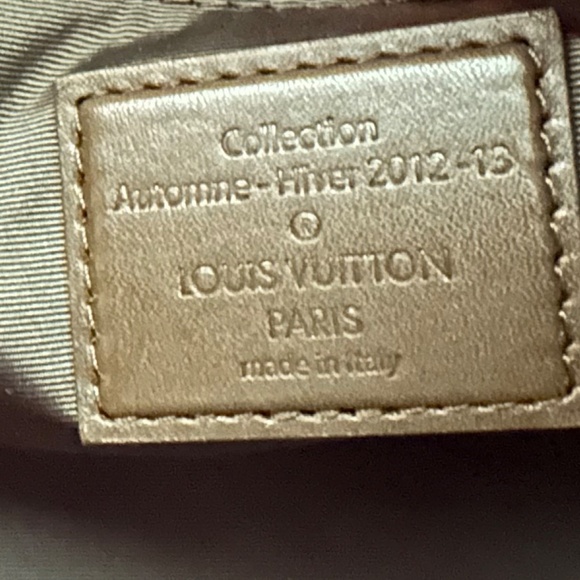 Collection
Automne-Hiver 2012-13
®
LOUIS VUITTON
PARIS
made in Italy